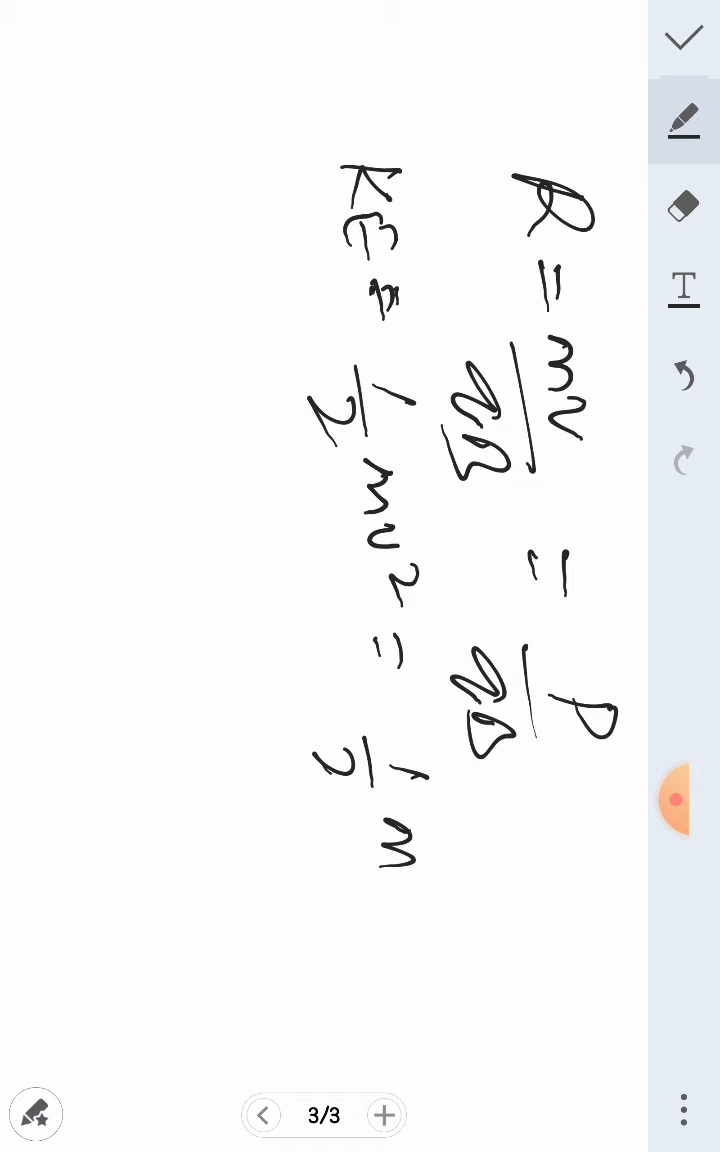 R = mv/qB = P/qB
KE = 1/2 mv² = 1/2 m
T
3/3